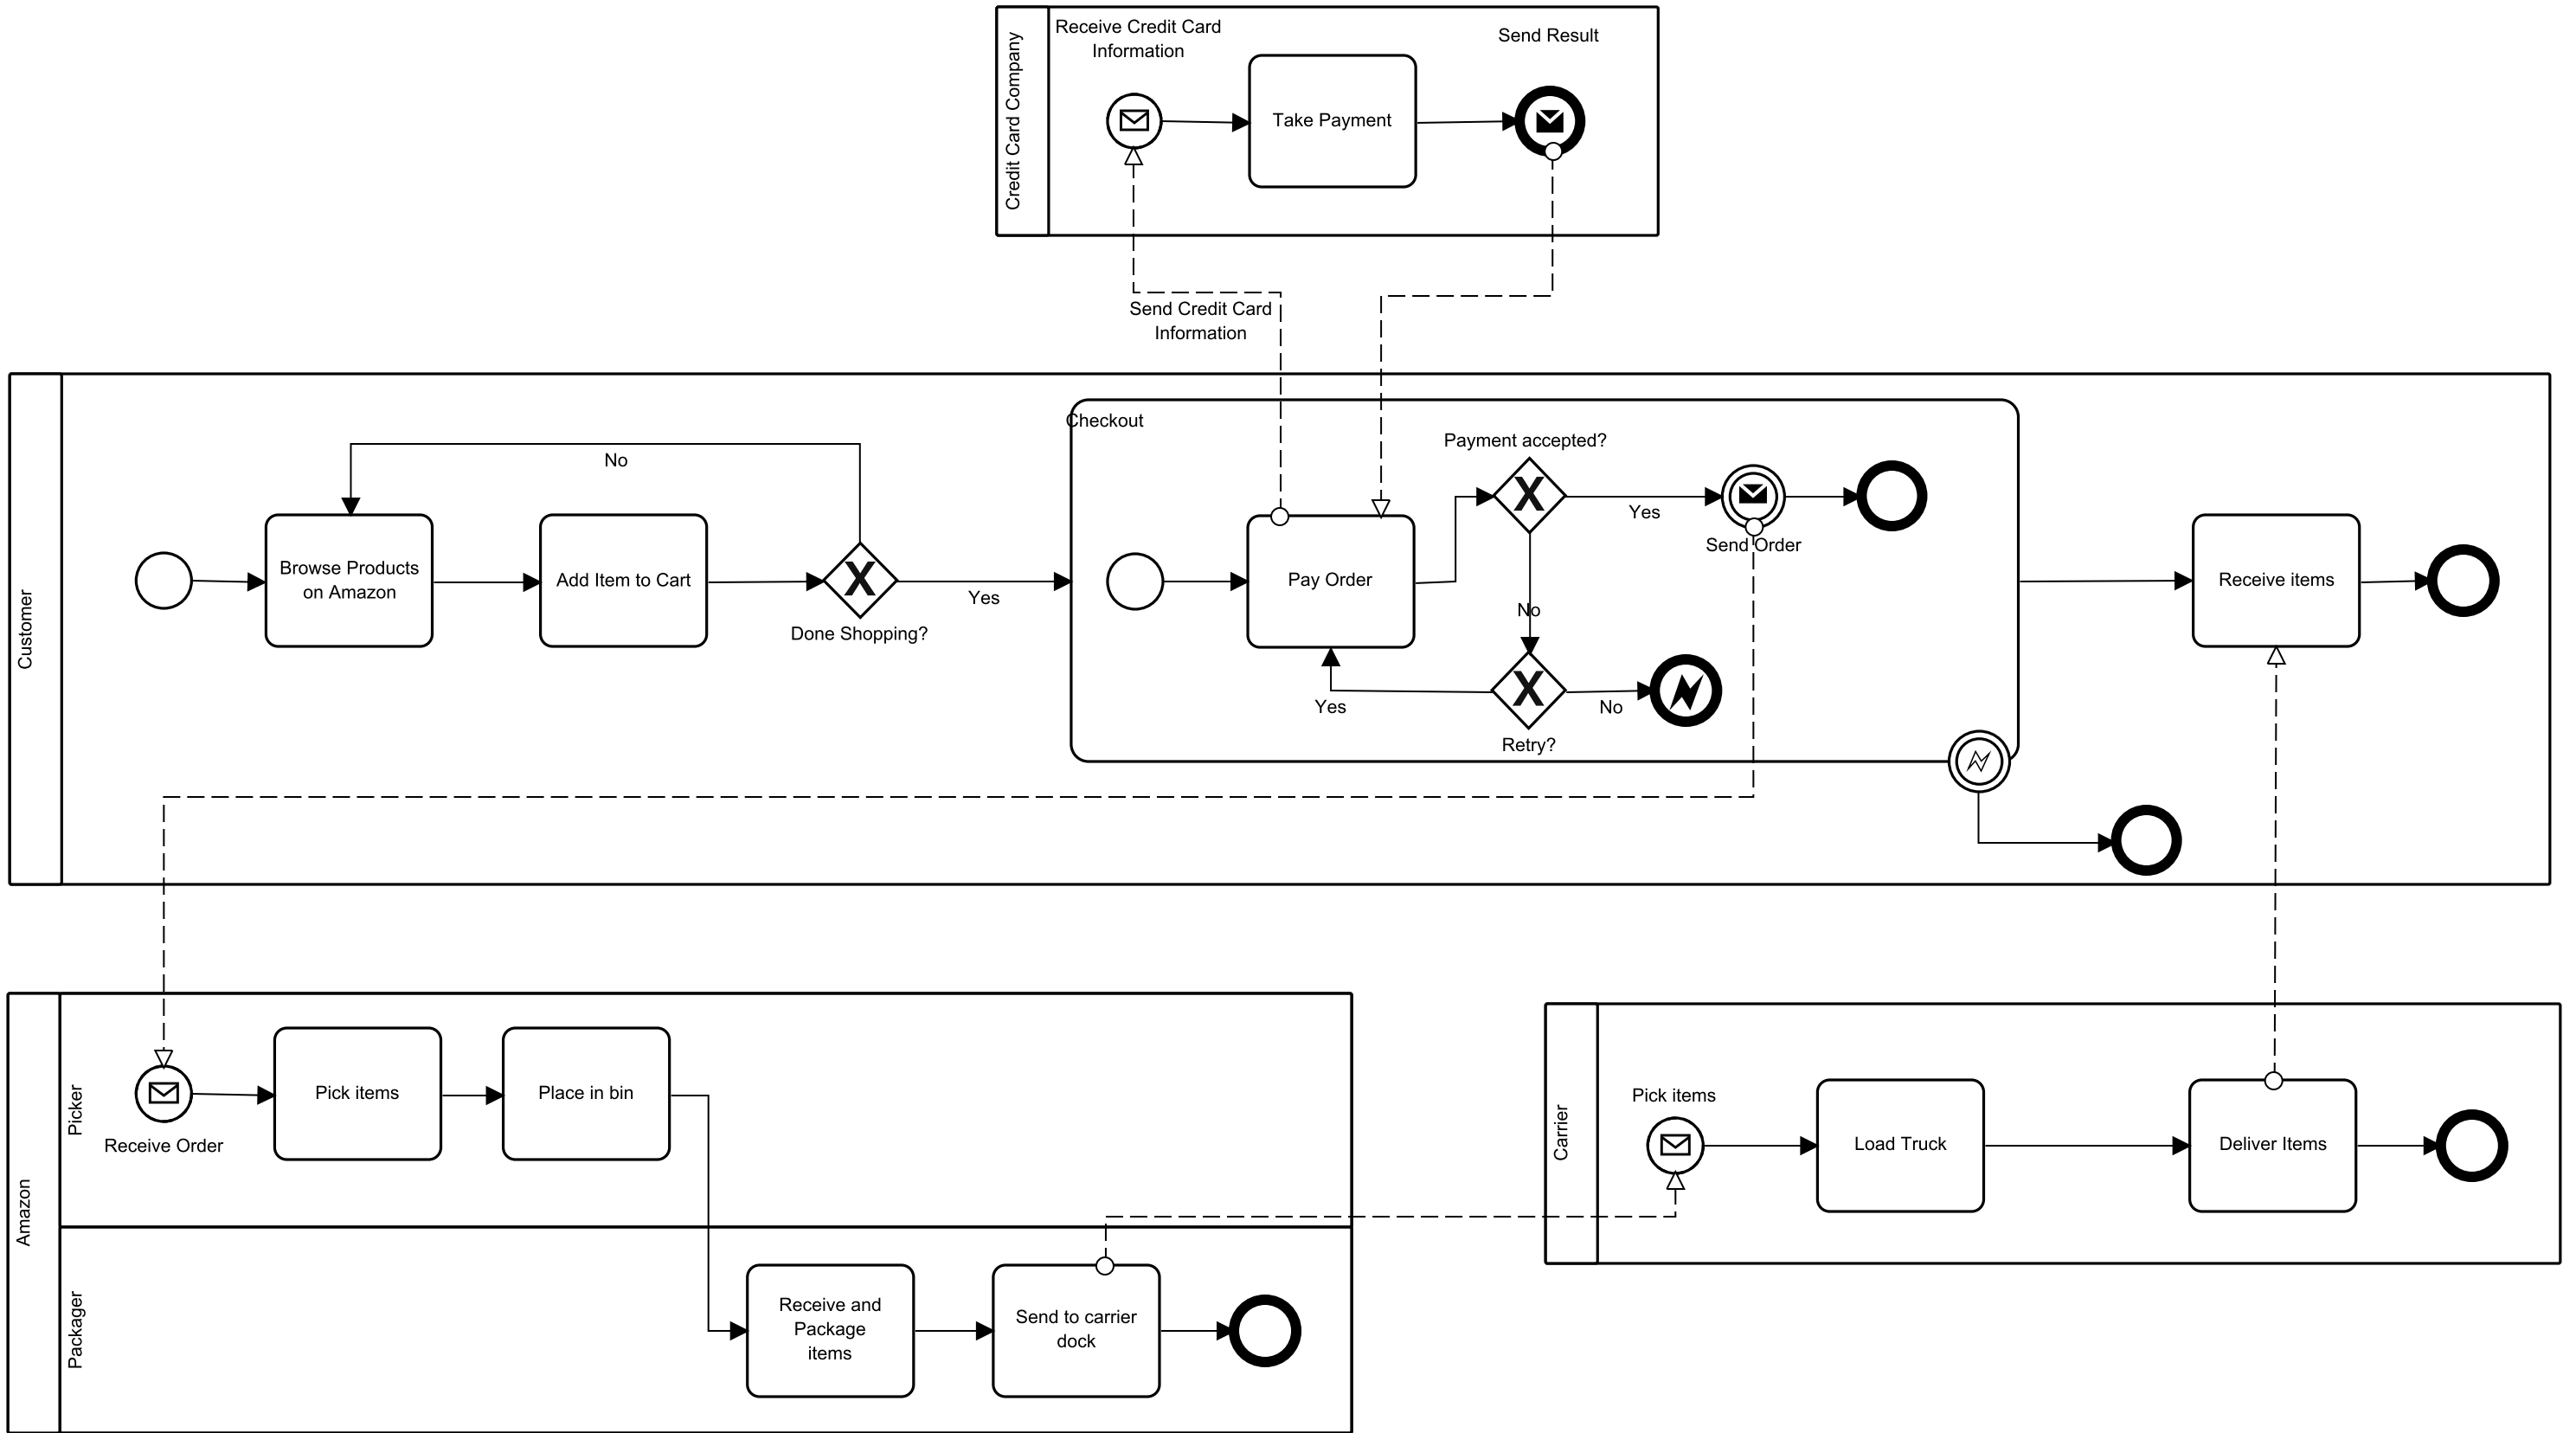 Credit Card Company
Receive Credit Card
Information
Take Payment
Send Result
Send Credit Card
Information
Customer
Browse Products
on Amazon
Add Item to Cart
No
Done Shopping?
Yes
Checkout
Pay Order
Payment accepted?
Yes
Send Order
No
Yes
Retry?
No
Receive items
Amazon
Picker
Receive Order
Pick items
Place in bin
Packager
Receive and
Package
items
Send to carrier
dock
Carrier
Pick items
Load Truck
Deliver Items